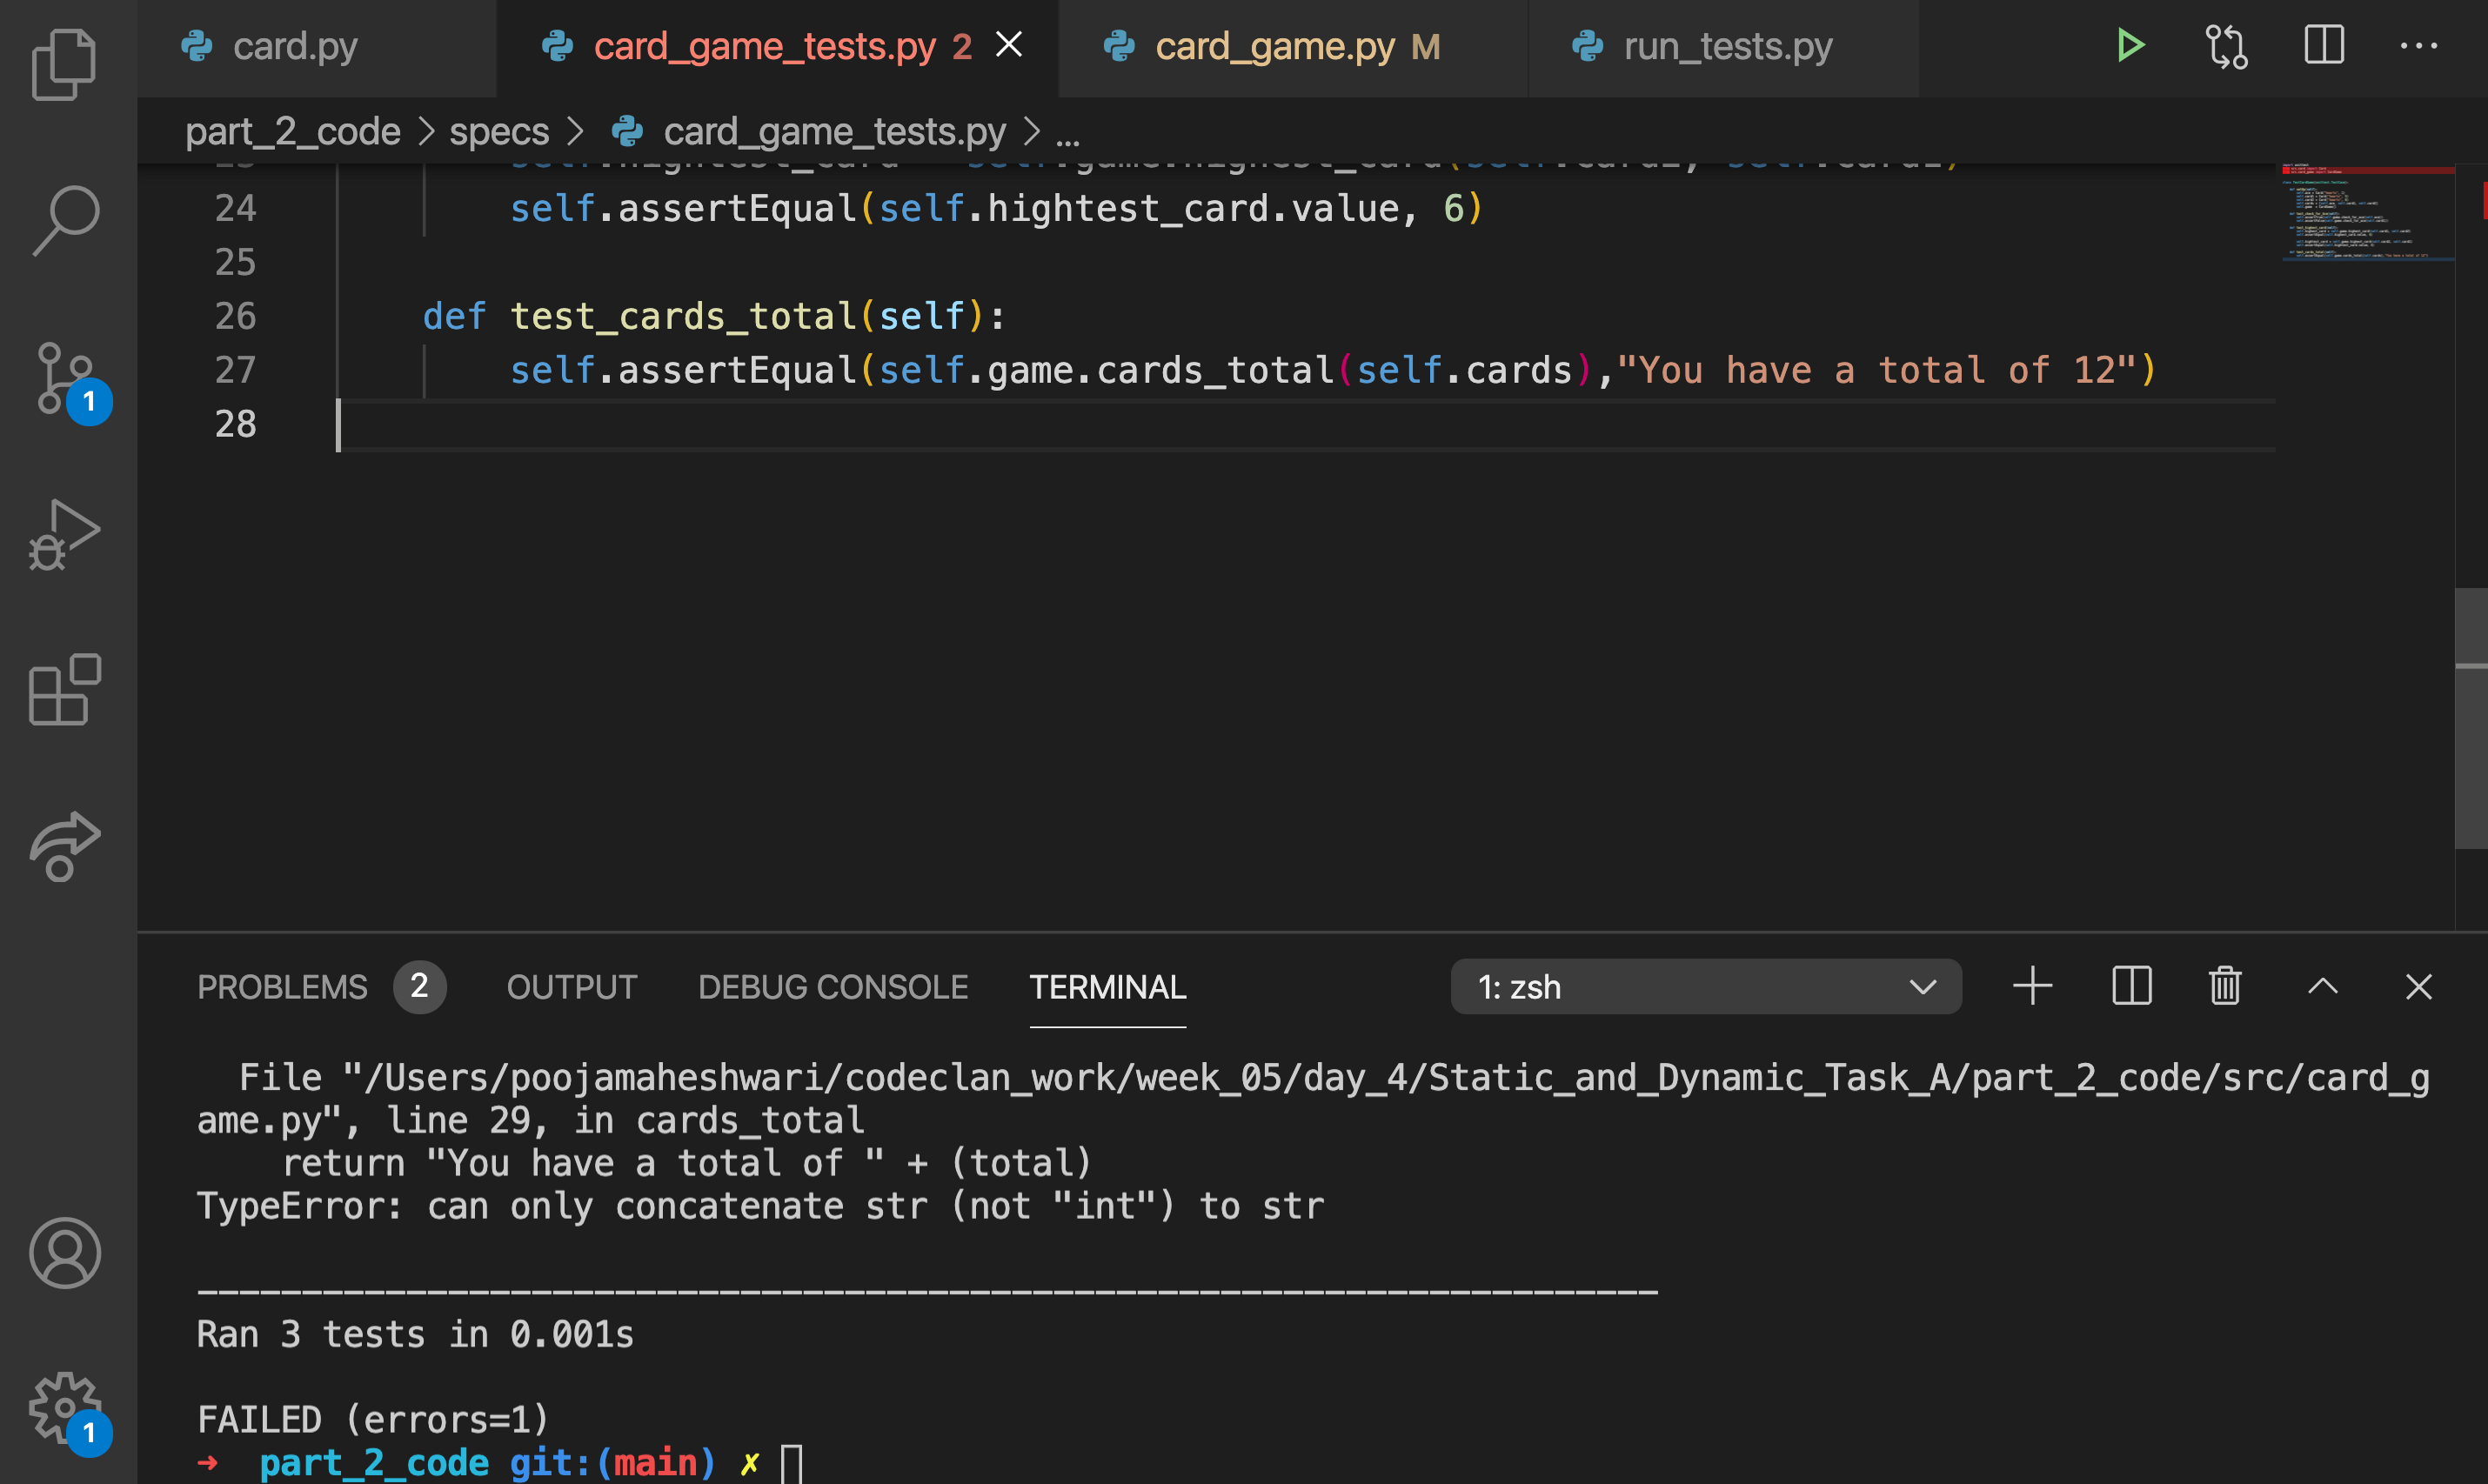 card.py
card_game_tests.py 2
card_game.py M
run_tests.py
part_2_code > specs > card_game_tests.py > ...
24 self.assertEqual(self.hightest_card.value, 6)
25
26 def test_cards_total(self):
27 self.assertEqual(self.game.cards_total(self.cards),"You have a total of 12")
28
1
PROBLEMS 2 OUTPUT DEBUG CONSOLE TERMINAL 1: zsh
File "/Users/poojamaheshwari/codeclan_work/week_05/day_4/Static_and_Dynamic_Task_A/part_2_code/src/card_g
ame.py", line 29, in cards_total
return "You have a total of " + (total)
TypeError: can only concatenate str (not "int") to str
----------------------------------------------------------------------
Ran 3 tests in 0.001s
FAILED (errors=1)
➜ part_2_code git:(main) ✗
1